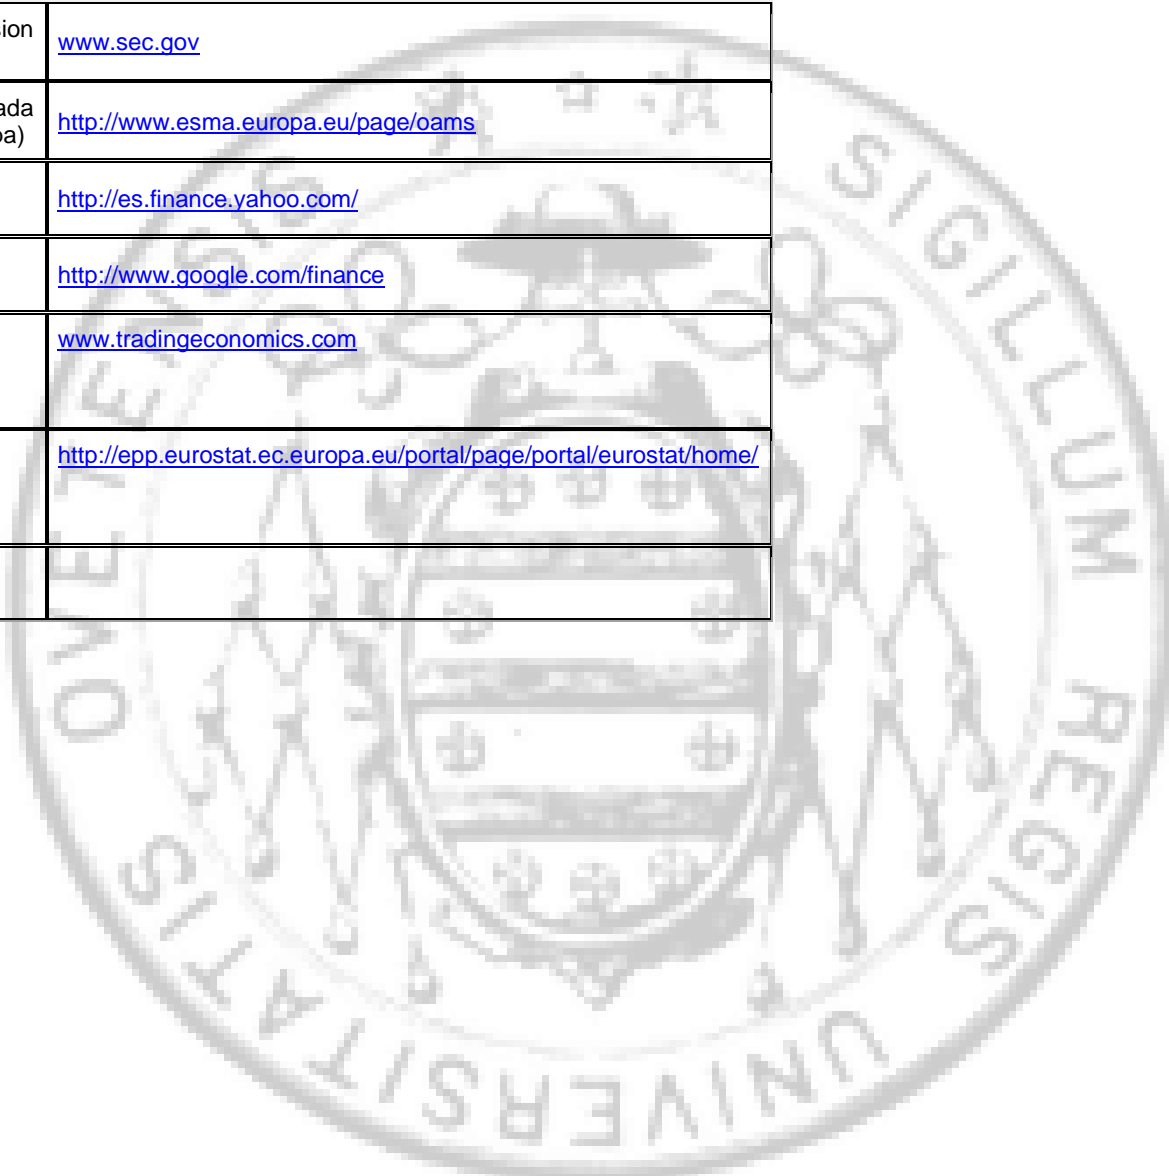 sion
www.sec.gov
ada
pa)
http://www.esma.europa.eu/page/oams
http://es.finance.yahoo.com/
http://www.google.com/finance
www.tradingeconomics.com
http://epp.eurostat.ec.europa.eu/portal/page/portal/eurostat/home/
SIGILLUM REGIS UNIVERSITATIS OVETENSIS